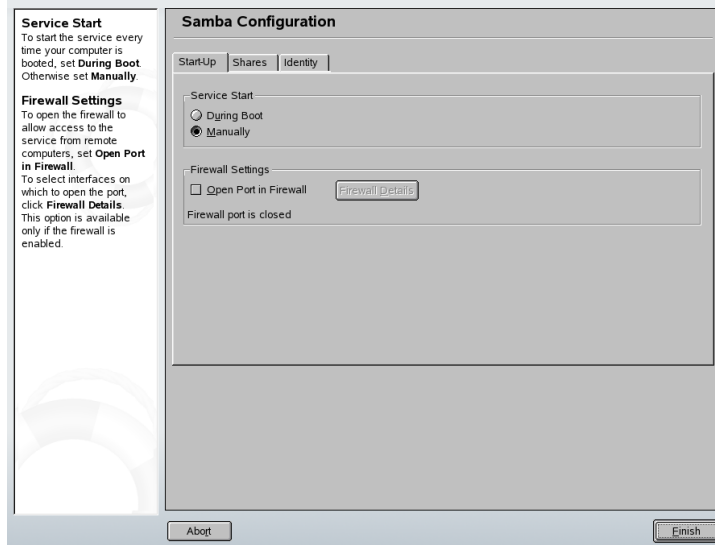 Service Start
To start the service every
time your computer is
booted, set During Boot.
Otherwise set Manually.
Firewall Settings
To open the firewall to
allow access to the
service from remote
computers, set Open Port
in Firewall.
To select interfaces on
which to open the port,
click Firewall Details.
This option is available
only if the firewall is
enabled.
Samba Configuration
Start-Up Shares Identity
Service Start
During Boot
Manually
Firewall Settings
Open Port in Firewall Firewall Details
Firewall port is closed
Abort Finish